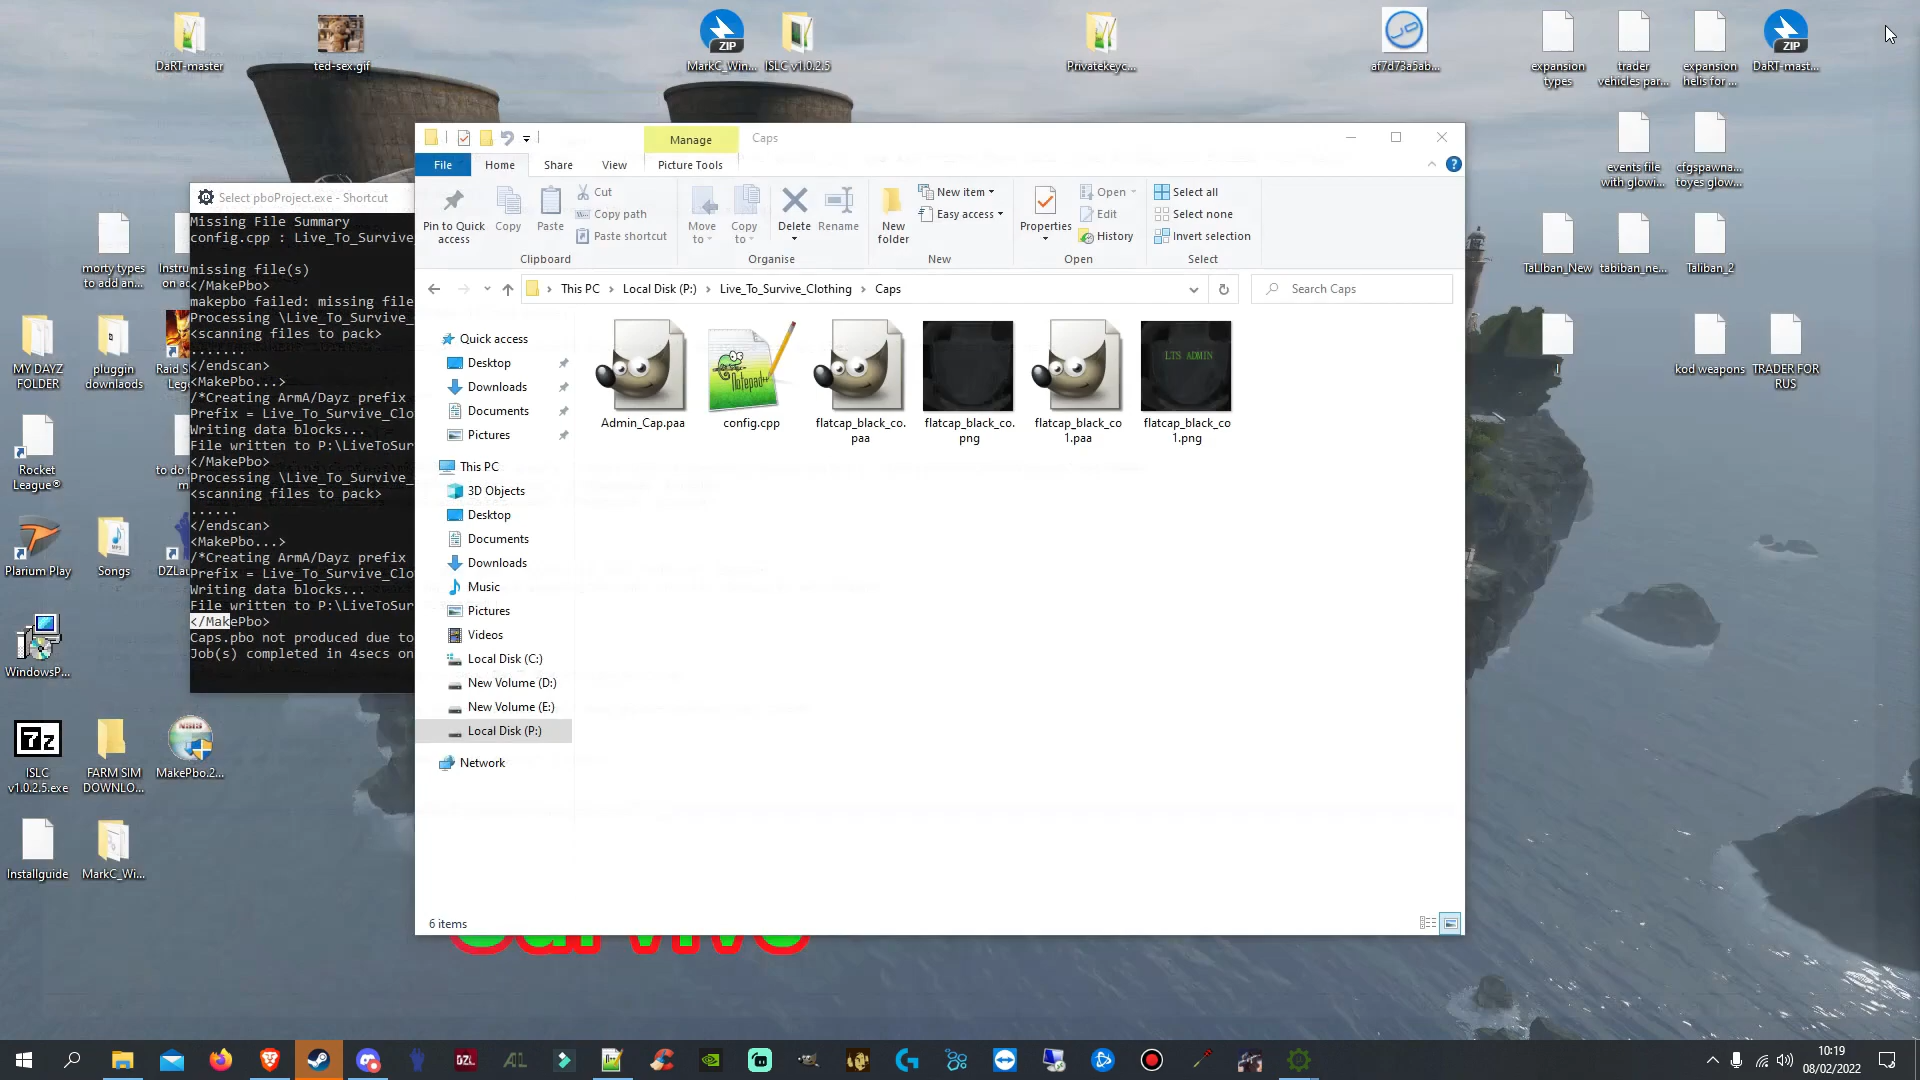 DaRT-master
ted-sex.gif
MarkC_Win...
ISLC v1.0.2.5
Privatekeyc...
af7d73a5ab...
expansion
types
trader
vehicles par...
expansion
helis for ...
DaRT-mast...
events file
with glowi...
cfgspawna...
toyes glow...
TaLIban_New
tabiban_ne...
Taliban_2
kod weapons
TRADER FOR
RUS
morty types
to add an...
MY DAYZ
FOLDER
pluggin
downlaods
Rocket
League®
Plarium Play
Songs
WindowsP...
ISLC
v1.0.2.5.exe
FARM SIM
DOWNLO...
MakePbo.2...
Installguide
MarkC_Wi...
Select pboProject.exe - Shortcut
Missing File Summary
config.cpp : Live_To_Survive
missing file(s)
</MakePbo>
makepbo failed: missing file
Processing \Live_To_Survive_
<scanning files to pack>
.......
</endscan>
<MakePbo...>
/*Creating ArmA/Dayz prefix
Prefix = Live_To_Survive_Clo
Writing data blocks...
File written to P:\LiveToSur
</MakePbo>
Processing \Live_To_Survive_
<scanning files to pack>
......
</endscan>
<MakePbo...>
/*Creating ArmA/Dayz prefix
Prefix = Live_To_Survive_Clo
Writing data blocks...
File written to P:\LiveToSur
</MakePbo>
Caps.pbo not produced due to
Job(s) completed in 4secs on
Manage
Caps
File
Home
Share
View
Picture Tools
Pin to Quick
access
Copy
Paste
Cut
Copy path
Paste shortcut
Clipboard
Move
to
Copy
to
Delete
Rename
Organise
New
folder
New item
Easy access
New
Properties
Open
Edit
History
Open
Select all
Select none
Invert selection
Select
This PC
Local Disk (P:)
Live_To_Survive_Clothing
Caps
Search Caps
Quick access
Desktop
Downloads
Documents
Pictures
This PC
3D Objects
Desktop
Documents
Downloads
Music
Pictures
Videos
Local Disk (C:)
New Volume (D:)
New Volume (E:)
Local Disk (P:)
Network
Admin_Cap.paa
config.cpp
flatcap_black_co.
paa
flatcap_black_co.
png
flatcap_black_co
1.paa
LTS ADMIN
flatcap_black_co
1.png
6 items
10:19
08/02/2022